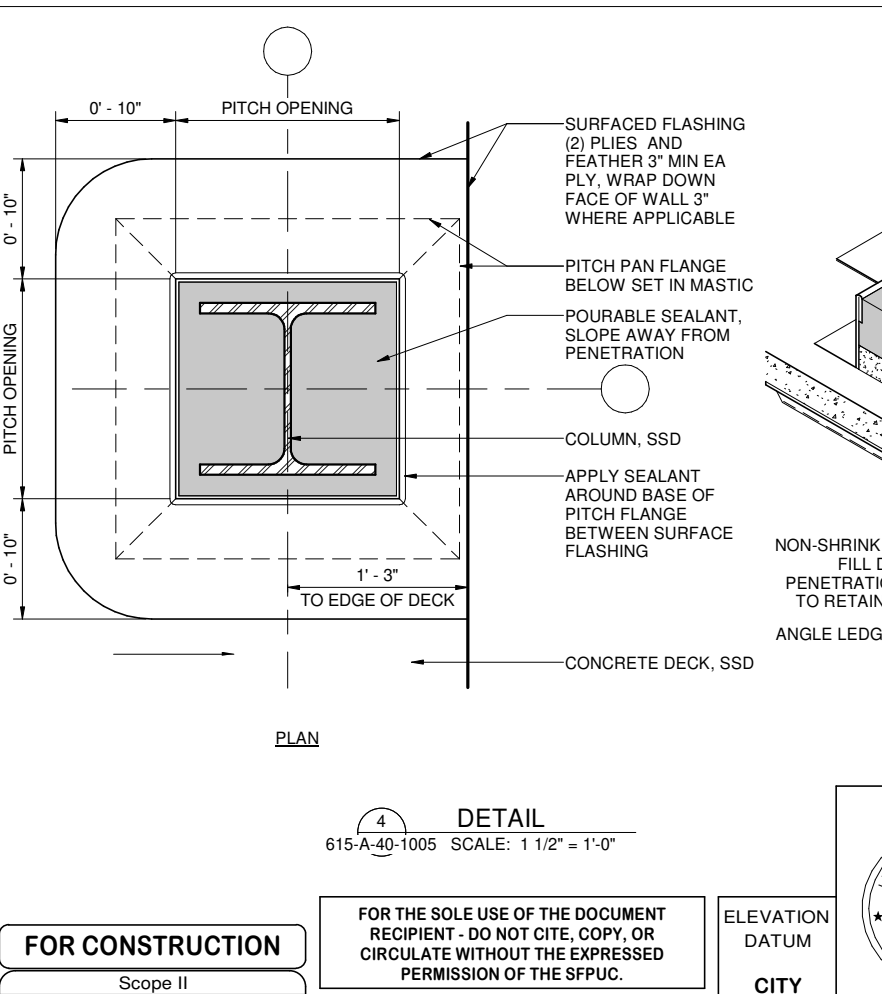 0' - 10"
PITCH OPENING
0' - 10"
PITCH OPENING
0' - 10"
SURFACED FLASHING
(2) PLIES AND
FEATHER 3" MIN EA
PLY, WRAP DOWN
FACE OF WALL 3"
WHERE APPLICABLE
PITCH PAN FLANGE
BELOW SET IN MASTIC
POURABLE SEALANT,
SLOPE AWAY FROM
PENETRATION
COLUMN, SSD
APPLY SEALANT
AROUND BASE OF
PITCH FLANGE
BETWEEN SURFACE
FLASHING
1' - 3"
TO EDGE OF DECK
CONCRETE DECK, SSD
NON-SHRINK
FILL
TO RETAIN
ANGLE
PLAN
4
DETAIL
615-A-40-1005 SCALE: 1 1/2" = 1'-0"
FOR CONSTRUCTION
Scope II
FOR THE SOLE USE OF THE DOCUMENT
RECIPIENT - DO NOT CITE, COPY, OR
CIRCULATE WITHOUT THE EXPRESSED
PERMISSION OF THE SFPUC.
ELEVATION
DATUM
CITY